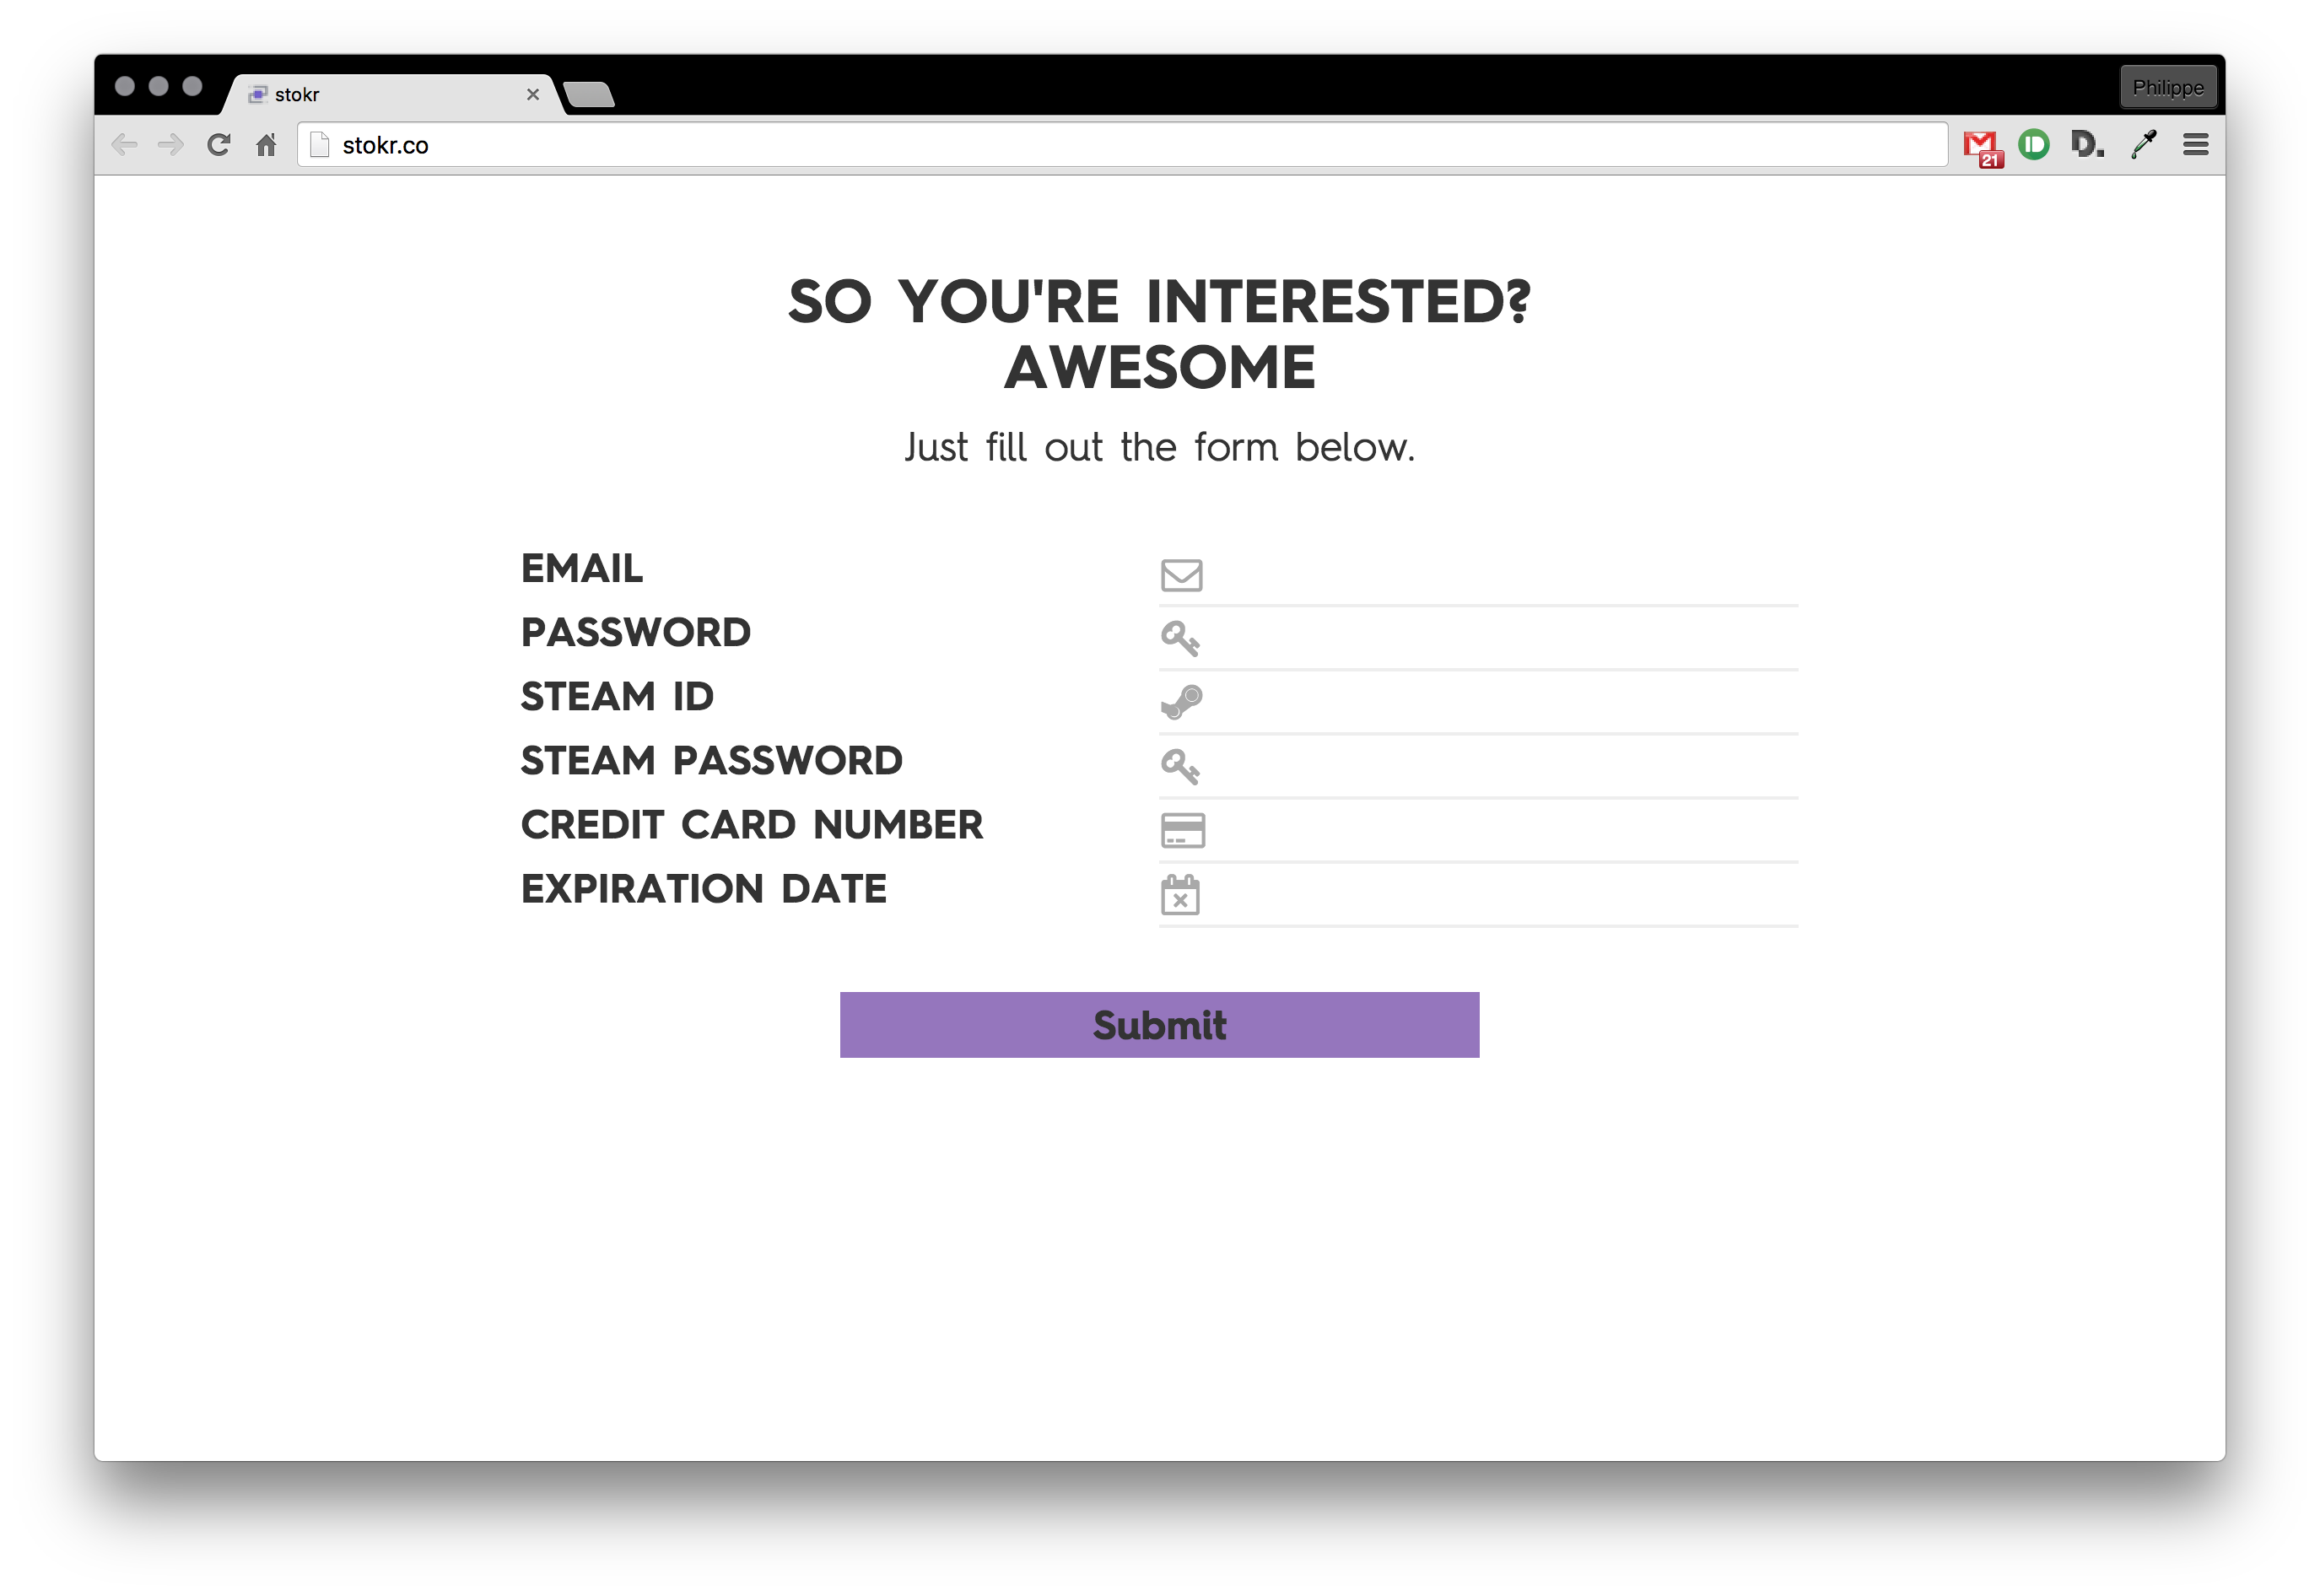 stokr
Philippe
stokr.co
21
SO YOU'RE INTERESTED?
AWESOME
Just fill out the form below.
EMAIL
PASSWORD
STEAM ID
STEAM PASSWORD
CREDIT CARD NUMBER
EXPIRATION DATE
Submit